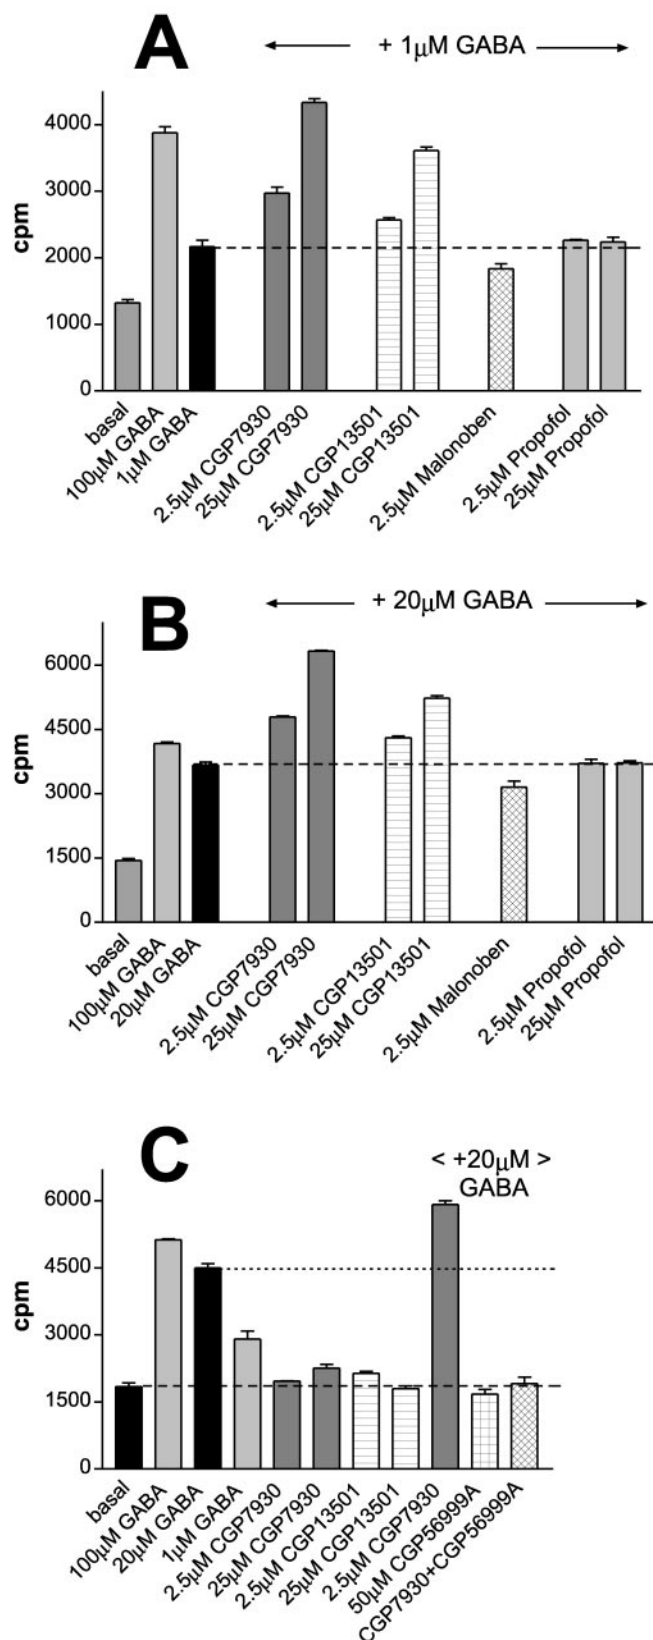 A
+ 1µM GABA
cpm
4000
3000
2000
1000
0
basal
100µM GABA
1µM GABA
2.5µM CGP7930
25µM CGP7930
2.5µM CGP13501
25µM CGP13501
2.5µM Malonoben
2.5µM Propofol
25µM Propofol
B
+ 20µM GABA
cpm
6000
4500
3000
1500
0
basal
100µM GABA
20µM GABA
2.5µM CGP7930
25µM CGP7930
2.5µM CGP13501
25µM CGP13501
2.5µM Malonoben
2.5µM Propofol
25µM Propofol
C
< +20µM >
GABA
cpm
6000
4500
3000
1500
0
basal
100µM GABA
20µM GABA
1µM GABA
2.5µM CGP7930
25µM CGP7930
2.5µM CGP13501
25µM CGP13501
2.5µM CGP7930
50µM CGP56999A
CGP7930+CGP56999A